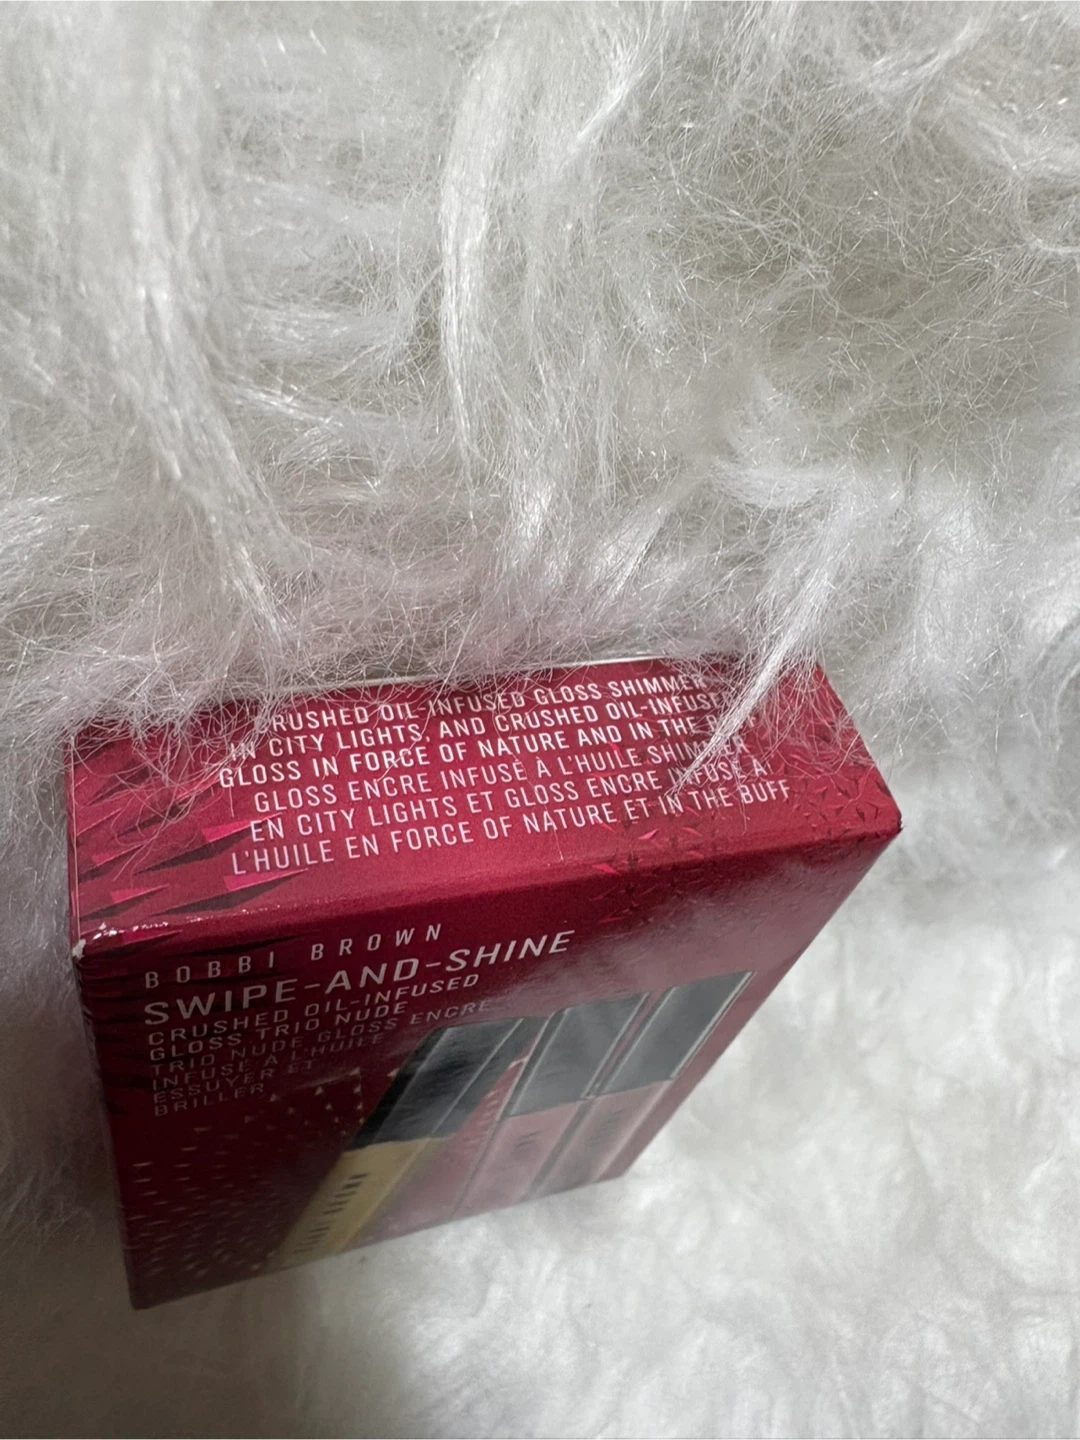 CRUSHED OIL-INFUSED GLOSS SHIMMER
IN CITY LIGHTS, AND CRUSHED OIL-INFUSED
GLOSS IN FORCE OF NATURE AND IN THE BUFF
GLOSS ENCRE INFUSÉ À L'HUILE SHIMMER
EN CITY LIGHTS ET GLOSS ENCRE INFUSÉ À
L'HUILE EN FORCE OF NATURE ET IN THE BUFF
BOBBI BROWN
SWIPE-AND-SHINE
CRUSHED OIL-INFUSED
GLOSS TRIO NUDE
TRIO NUDE GLOSS ENCRE
INFUSÉ À L'HUILE
ESSUYER ET
BRILLER